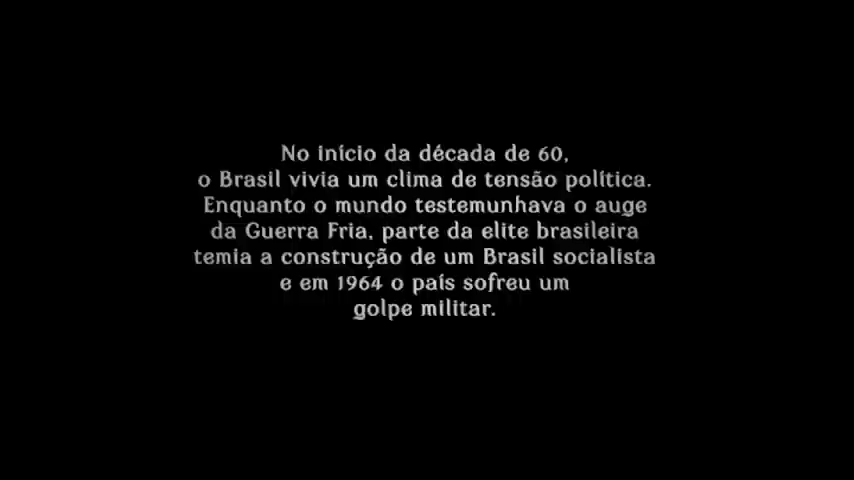 No início da década de 60,
o Brasil vivia um clima de tensão política.
Enquanto o mundo testemunhava o auge
da Guerra Fria, parte da elite brasileira
temia a construção de um Brasil socialista
e em 1964 o país sofreu um
golpe militar.